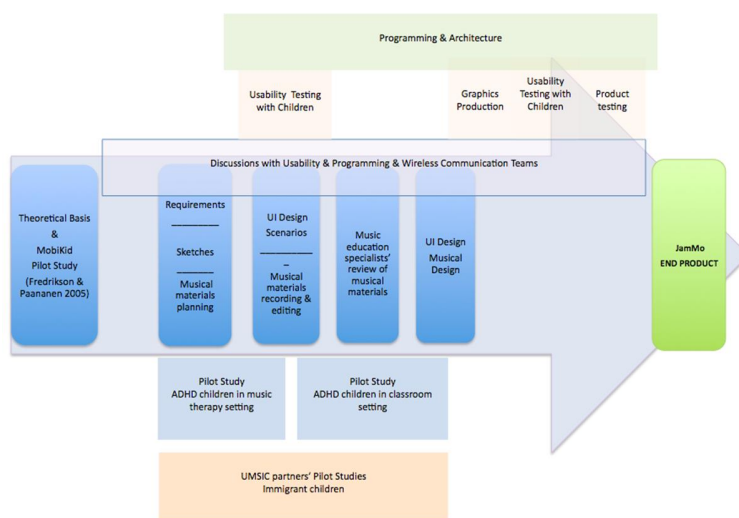 Programming & Architecture
Usability Testing
with Children
Graphics
Production
Usability
Testing with
Children
Product
testing
Discussions with Usability & Programming & Wireless Communication Teams
Theoretical Basis
&
MobiKid
Pilot Study
(Fredrikson &
Paananen 2005)
Requirements
Sketches
Musical
materials
planning
UI Design
Scenarios
Musical
materials
recording &
editing
Music
education
specialists'
review of
musical
materials
UI Design
Musical Design
JamMo
END PRODUCT
Pilot Study
ADHD children in music
therapy setting
Pilot Study
ADHD children in classroom
setting
UMSIC partners' Pilot Studies
Immigrant children